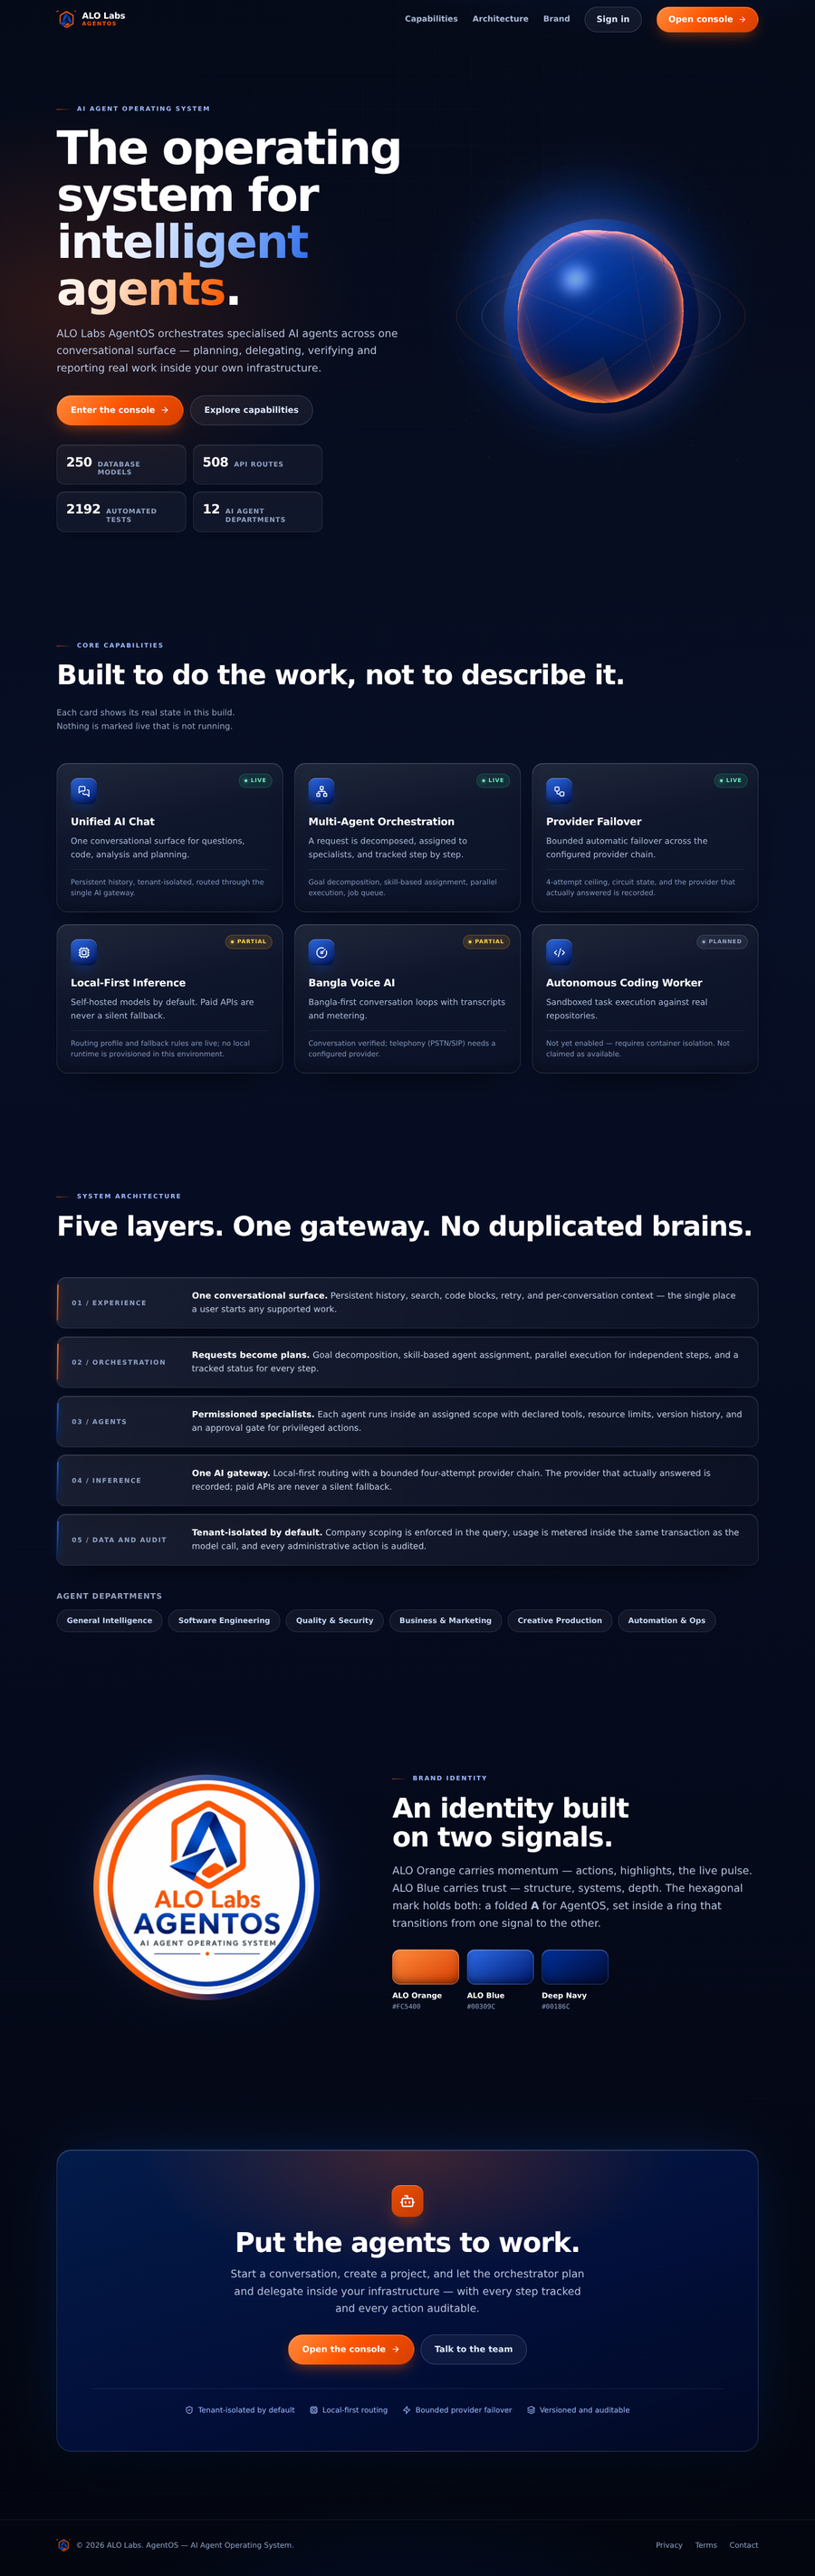 ALO Labs
AGENTOS
Capabilities
Architecture
Brand
Sign in
Open console
AI AGENT OPERATING SYSTEM
The operating
system for
intelligent
agents.
ALO Labs AgentOS orchestrates specialised AI agents across one
conversational surface — planning, delegating, verifying and
reporting real work inside your own infrastructure.
Enter the console
Explore capabilities
250 DATABASE
MODELS
508 API ROUTES
2192 AUTOMATED
TESTS
12 AI AGENT
DEPARTMENTS
CORE CAPABILITIES
Built to do the work, not to describe it.
Each card shows its real state in this build.
Nothing is marked live that is not running.
LIVE
Unified AI Chat
One conversational surface for questions,
code, analysis and planning.
Persistent history, tenant-isolated, routed through the
single AI gateway.
LIVE
Multi-Agent Orchestration
A request is decomposed, assigned to
specialists, and tracked step by step.
Goal decomposition, skill-based assignment, parallel
execution, job queue.
LIVE
Provider Failover
Bounded automatic failover across the
configured provider chain.
4-attempt ceiling, circuit state, and the provider that
actually answered is recorded.
PARTIAL
Local-First Inference
Self-hosted models by default. Paid APIs are
never a silent fallback.
Routing profile and fallback rules are live; no local
runtime is provisioned in this environment.
PARTIAL
Bangla Voice AI
Bangla-first conversation loops with transcripts
and metering.
Conversation verified; telephony (PSTN/SIP) needs a
configured provider.
PLANNED
Autonomous Coding Worker
Sandboxed task execution against real
repositories.
Not yet enabled — requires container isolation. Not
claimed as available.
SYSTEM ARCHITECTURE
Five layers. One gateway. No duplicated brains.
01 / EXPERIENCE
One conversational surface. Persistent history, search, code blocks, retry, and per-conversation context — the single place
a user starts any supported work.
02 / ORCHESTRATION
Requests become plans. Goal decomposition, skill-based agent assignment, parallel execution for independent steps, and a
tracked status for every step.
03 / AGENTS
Permissioned specialists. Each agent runs inside an assigned scope with declared tools, resource limits, version history, and
an approval gate for privileged actions.
04 / INFERENCE
One AI gateway. Local-first routing with a bounded four-attempt provider chain. The provider that actually answered is
recorded; paid APIs are never a silent fallback.
05 / DATA AND AUDIT
Tenant-isolated by default. Company scoping is enforced in the query, usage is metered inside the same transaction as the
model call, and every administrative action is audited.
AGENT DEPARTMENTS
General Intelligence
Software Engineering
Quality & Security
Business & Marketing
Creative Production
Automation & Ops
ALO Labs
AGENTOS
AI AGENT OPERATING SYSTEM
BRAND IDENTITY
An identity built
on two signals.
ALO Orange carries momentum — actions, highlights, the live pulse.
ALO Blue carries trust — structure, systems, depth. The hexagonal
mark holds both: a folded A for AgentOS, set inside a ring that
transitions from one signal to the other.
ALO Orange
#FC5400
ALO Blue
#00309C
Deep Navy
#00186C
Put the agents to work.
Start a conversation, create a project, and let the orchestrator plan
and delegate inside your infrastructure — with every step tracked
and every action auditable.
Open the console
Talk to the team
Tenant-isolated by default
Local-first routing
Bounded provider failover
Versioned and auditable
© 2026 ALO Labs. AgentOS — AI Agent Operating System.
Privacy
Terms
Contact